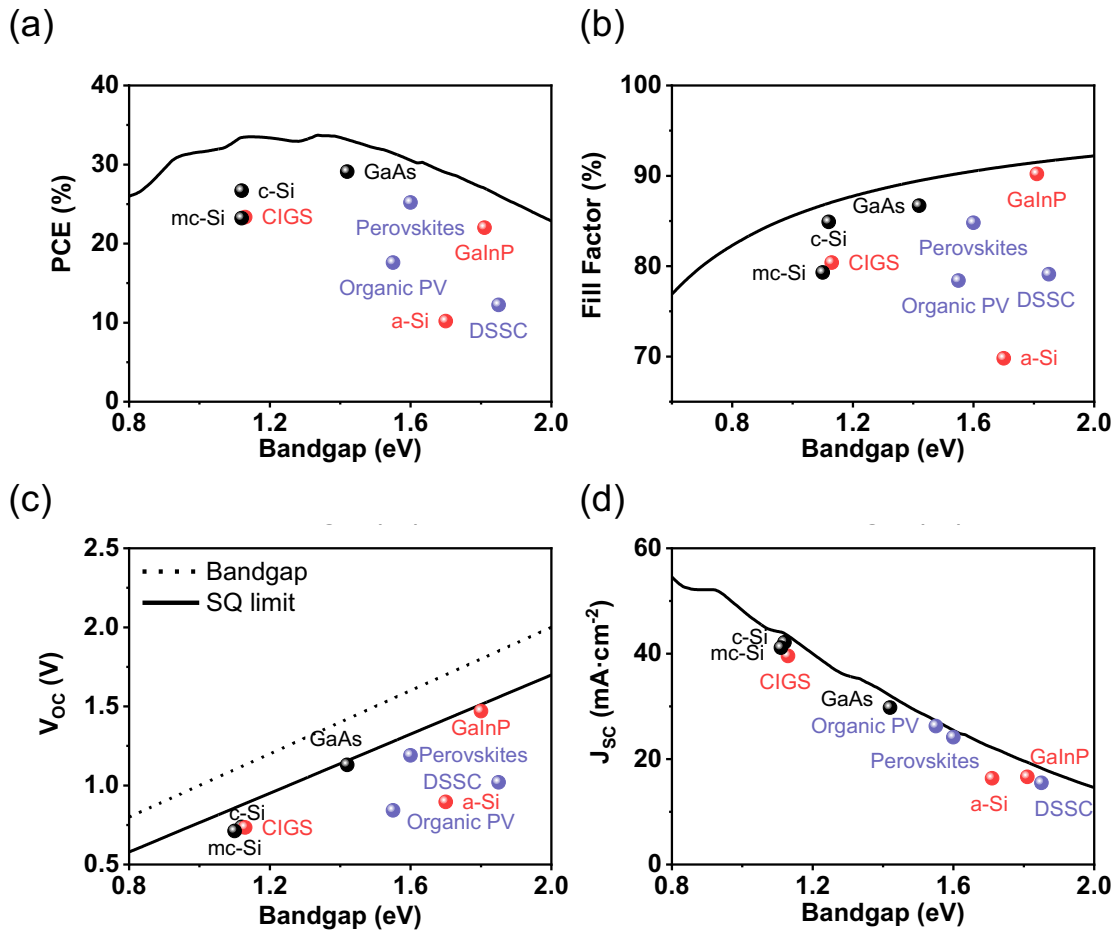 (a)
40
30
20
10
0
PCE (%)
0.8 1.2 1.6 2.0
Bandgap (eV)
c-Si
mc-Si
CIGS
GaAs
Perovskites
GaInP
Organic PV
a-Si
DSSC
(b)
100
90
80
70
Fill Factor (%)
0.8 1.2 1.6 2.0
Bandgap (eV)
GaInP
GaAs
c-Si
Perovskites
mc-Si
CIGS
Organic PV
DSSC
a-Si
(c)
2.5
2.0
1.5
1.0
0.5
V_OC (V)
0.8 1.2 1.6 2.0
Bandgap (eV)
Bandgap
SQ limit
GaAs
GaInP
Perovskites
DSSC
a-Si
Organic PV
c-Si
CIGS
mc-Si
(d)
60
40
20
0
J_SC (mA·cm⁻²)
0.8 1.2 1.6 2.0
Bandgap (eV)
c-Si
mc-Si
CIGS
GaAs
Organic PV
Perovskites
GaInP
a-Si
DSSC